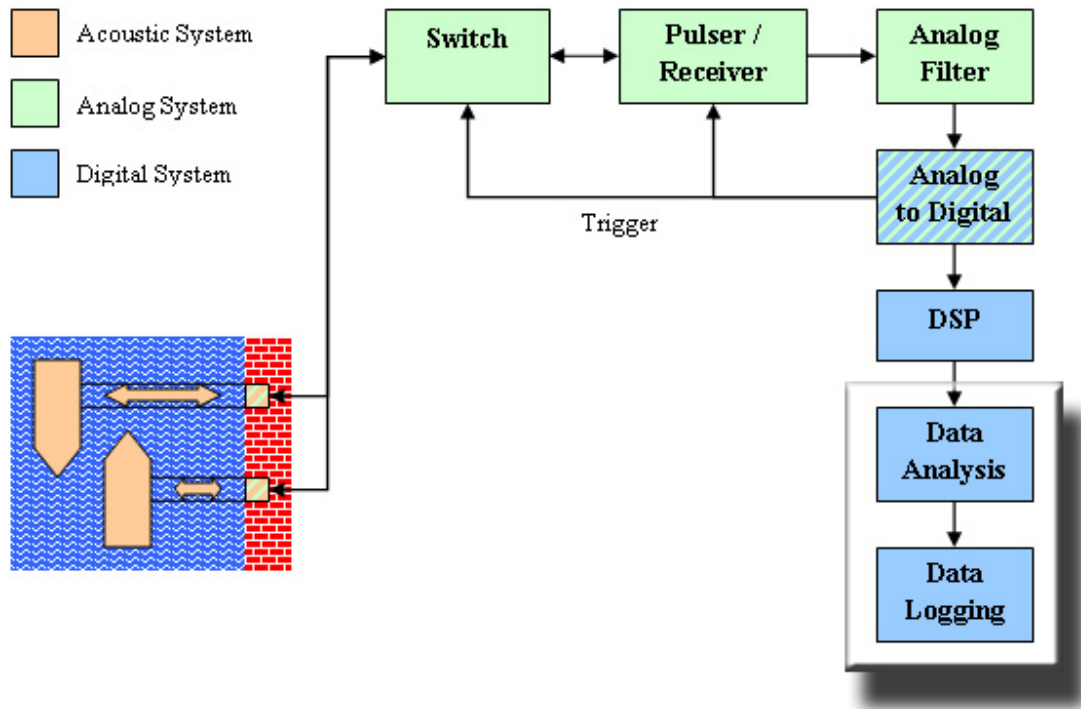 Acoustic System
Analog System
Digital System
Switch
Pulser /
Receiver
Analog
Filter
Analog
to Digital
Trigger
DSP
Data
Analysis
Data
Logging